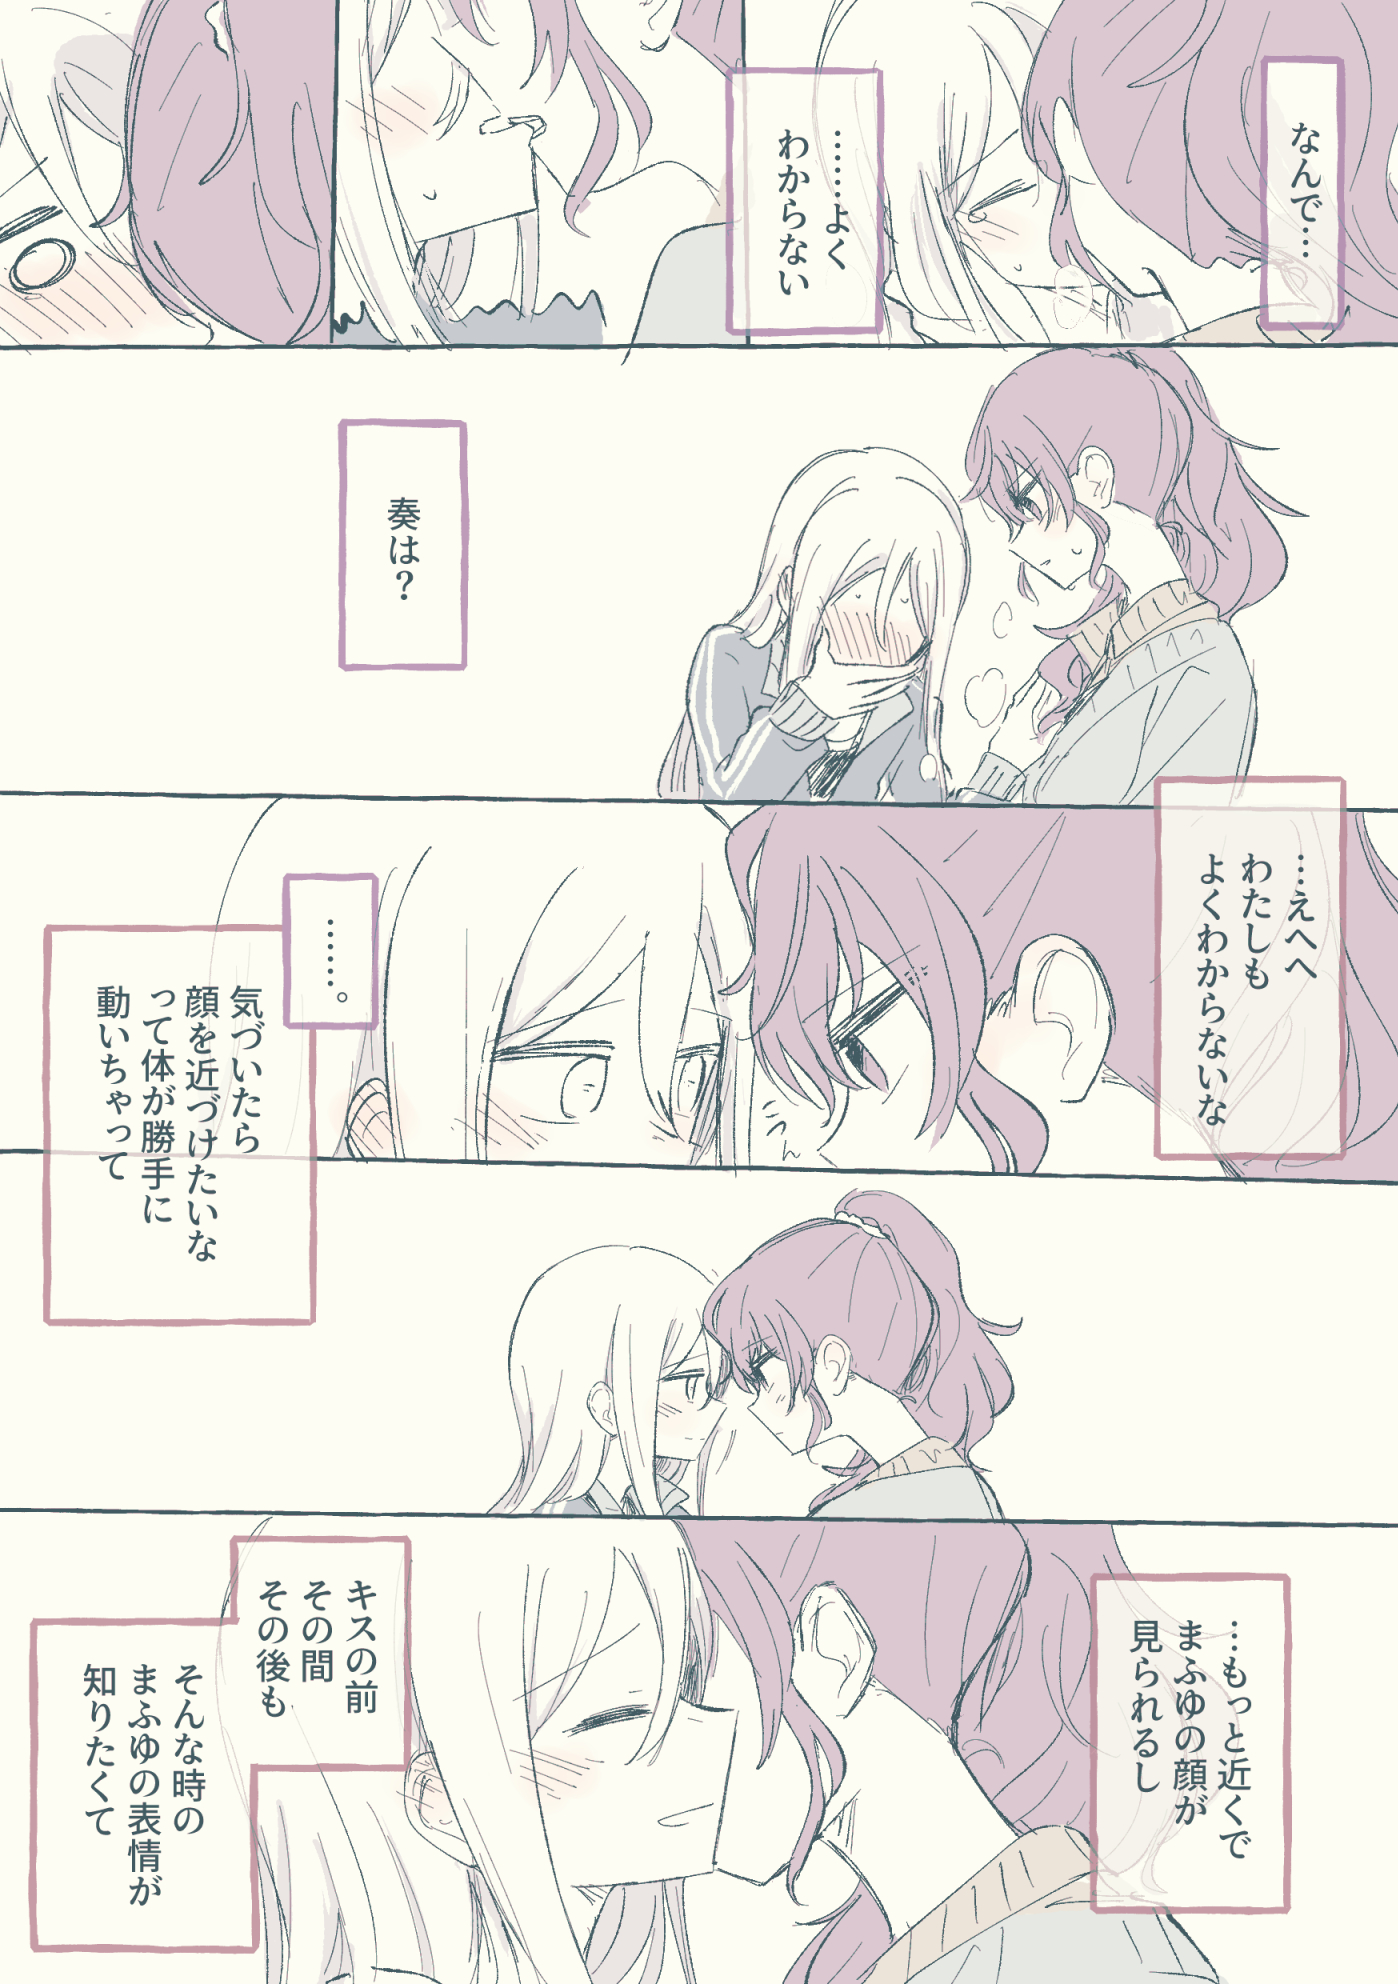 なんで…
……よく
わからない
奏は？
…えへへ
わたしも
よくわからないな
……。
うん
気づいたら
顔を近づけたいな
って体が勝手に
動いちゃって
…もっと近くで
まふゆの顔が
見られるし
キスの前
その間
その後も
そんな時の
まふゆの表情が
知りたくて